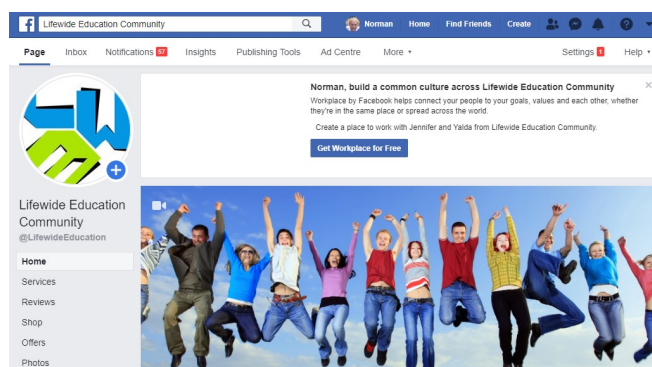 Lifewide Education Community
Norman Home Find Friends Create
Page Inbox Notifications 57 Insights Publishing Tools Ad Centre More Settings 1 Help
Norman, build a common culture across Lifewide Education Community
Workplace by Facebook helps connect your people to your goals, values and each other, whether
they're in the same place or spread across the world.
Create a place to work with Jennifer and Yalda from Lifewide Education Community.
Get Workplace for Free
Lifewide Education
Community
@LifewideEducation
Home
Services
Reviews
Shop
Offers
Photos